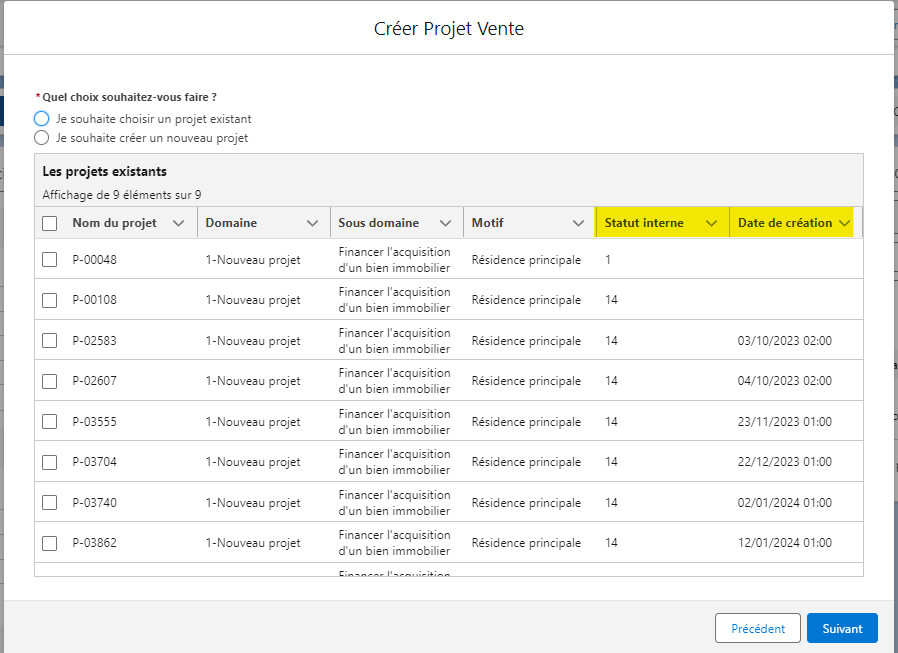 Créer Projet Vente
* Quel choix souhaitez-vous faire ?
Je souhaite choisir un projet existant
Je souhaite créer un nouveau projet
Les projets existants
Affichage de 9 éléments sur 9
Nom du projet Domaine Sous domaine Motif Statut interne Date de création
P-00048 1-Nouveau projet Financer l'acquisition d'un bien immobilier Résidence principale 1
P-00108 1-Nouveau projet Financer l'acquisition d'un bien immobilier Résidence principale 14
P-02583 1-Nouveau projet Financer l'acquisition d'un bien immobilier Résidence principale 14 03/10/2023 02:00
P-02607 1-Nouveau projet Financer l'acquisition d'un bien immobilier Résidence principale 14 04/10/2023 02:00
P-03555 1-Nouveau projet Financer l'acquisition d'un bien immobilier Résidence principale 14 23/11/2023 01:00
P-03704 1-Nouveau projet Financer l'acquisition d'un bien immobilier Résidence principale 14 22/12/2023 01:00
P-03740 1-Nouveau projet Financer l'acquisition d'un bien immobilier Résidence principale 14 02/01/2024 01:00
P-03862 1-Nouveau projet Financer l'acquisition d'un bien immobilier Résidence principale 14 12/01/2024 01:00
Financer l'acquisition
Précédent Suivant